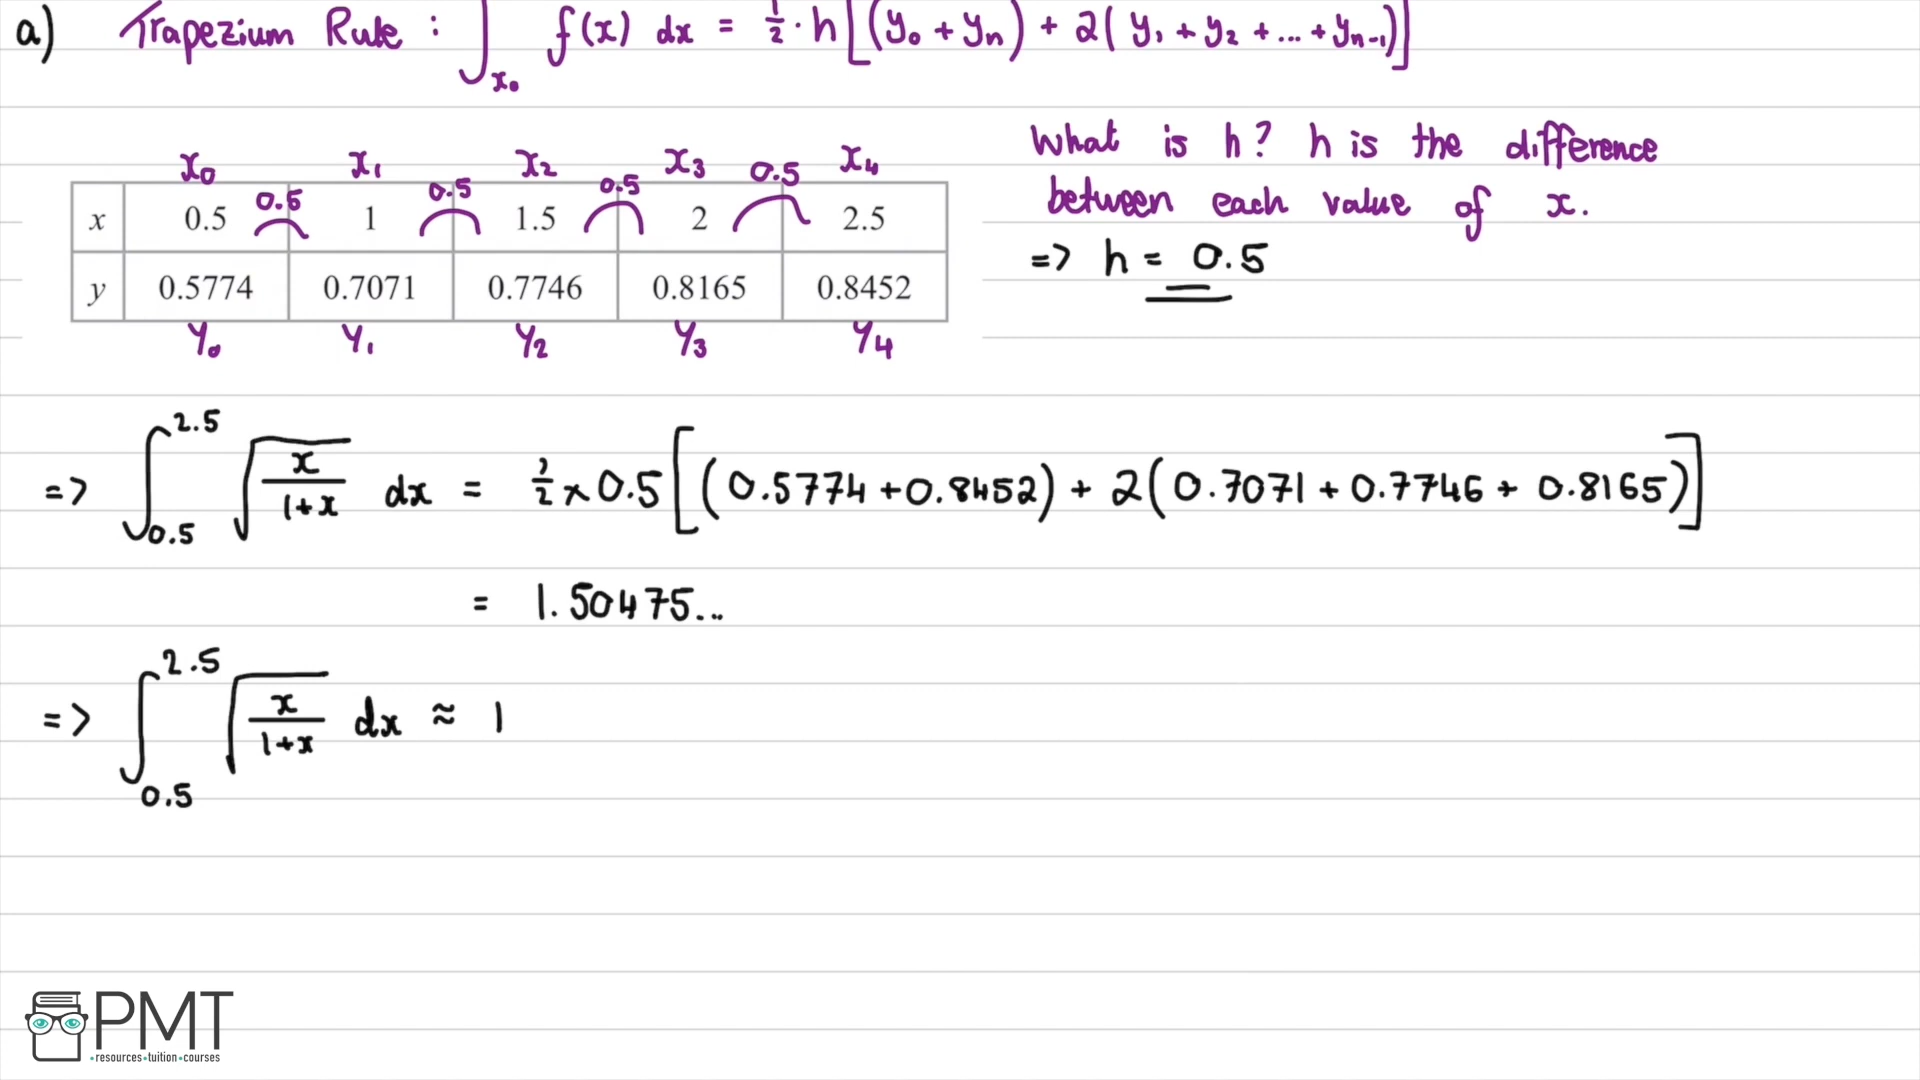 a) Trapezium Rule : ∫x₀ f(x) dx = ½ · h [(y₀ + yₙ) + 2(y₁ + y₂ + ... + yₙ₋₁)]
What is h? h is the difference
between each value of x.
=> h = 0.5
x₀ x₁ x₂ x₃ x₄
0.5 0.5 0.5 0.5
x 0.5 1 1.5 2 2.5
y 0.5774 0.7071 0.7746 0.8165 0.8452
y₀ y₁ y₂ y₃ y₄
=> ∫₀.₅^2.5 √(x/(1+x)) dx = ½ × 0.5 [(0.5774 + 0.8452) + 2(0.7071 + 0.7746 + 0.8165)]
= 1.50475...
=> ∫₀.₅^2.5 √(x/(1+x)) dx ≈ 1
PMT
•resources•tuition•courses